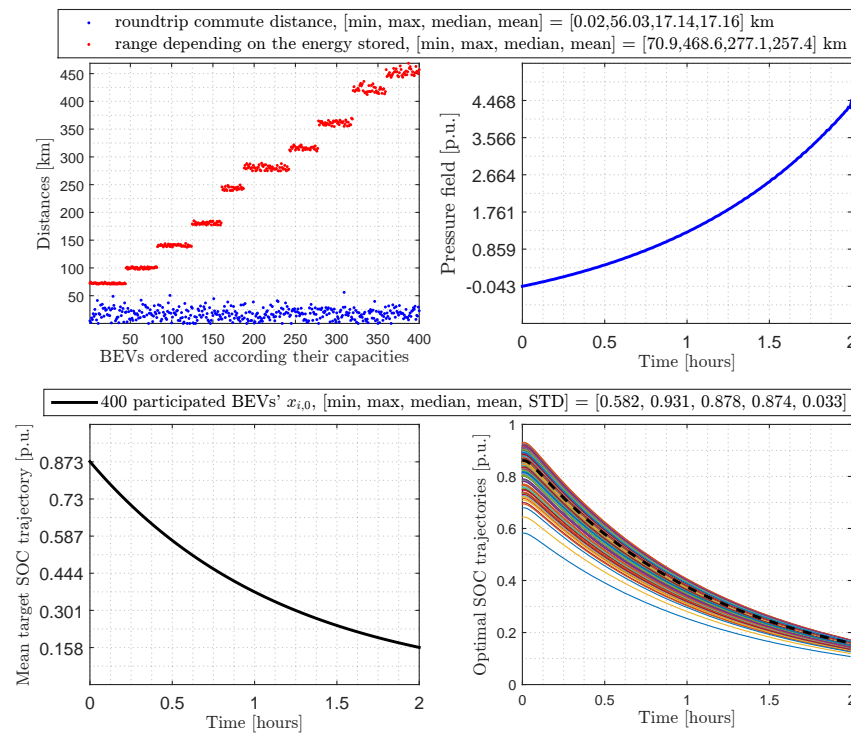 roundtrip commute distance, [min, max, median, mean] = [0.02,56.03,17.14,17.16] km
range depending on the energy stored, [min, max, median, mean] = [70.9,468.6,277.1,257.4] km
Distances [km]
450
400
350
300
250
200
150
100
50
50 100 150 200 250 300 350 400
BEVs ordered according their capacities
Pressure field [p.u.]
4.468
3.566
2.664
1.761
0.859
-0.043
0 0.5 1 1.5 2
Time [hours]
400 participated BEVs' x_{i,0}, [min, max, median, mean, STD] = [0.582, 0.931, 0.878, 0.874, 0.033]
Mean target SOC trajectory [p.u.]
0.873
0.73
0.587
0.444
0.301
0.158
0 0.5 1 1.5 2
Time [hours]
Optimal SOC trajectories [p.u.]
1
0.8
0.6
0.4
0.2
0
0 0.5 1 1.5 2
Time [hours]